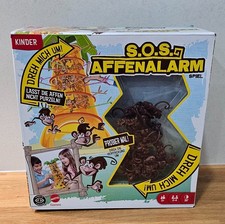 KINDER
DREH MICH UM!
LASST DIE AFFEN
NICHT PURZELN!
S.O.S.
AFFENALARM
SPIEL
PROBIER MAL!
DREH MICH UM!